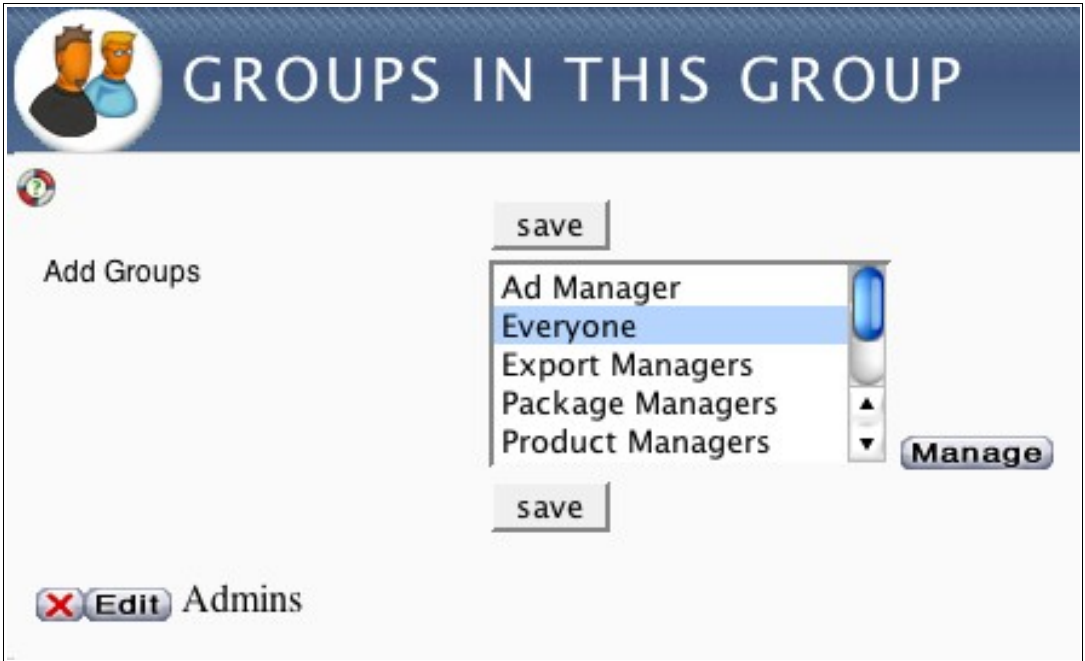 GROUPS IN THIS GROUP
?
save
Add Groups
Ad Manager
Everyone
Export Managers
Package Managers
Product Managers
Manage
save
Edit Admins